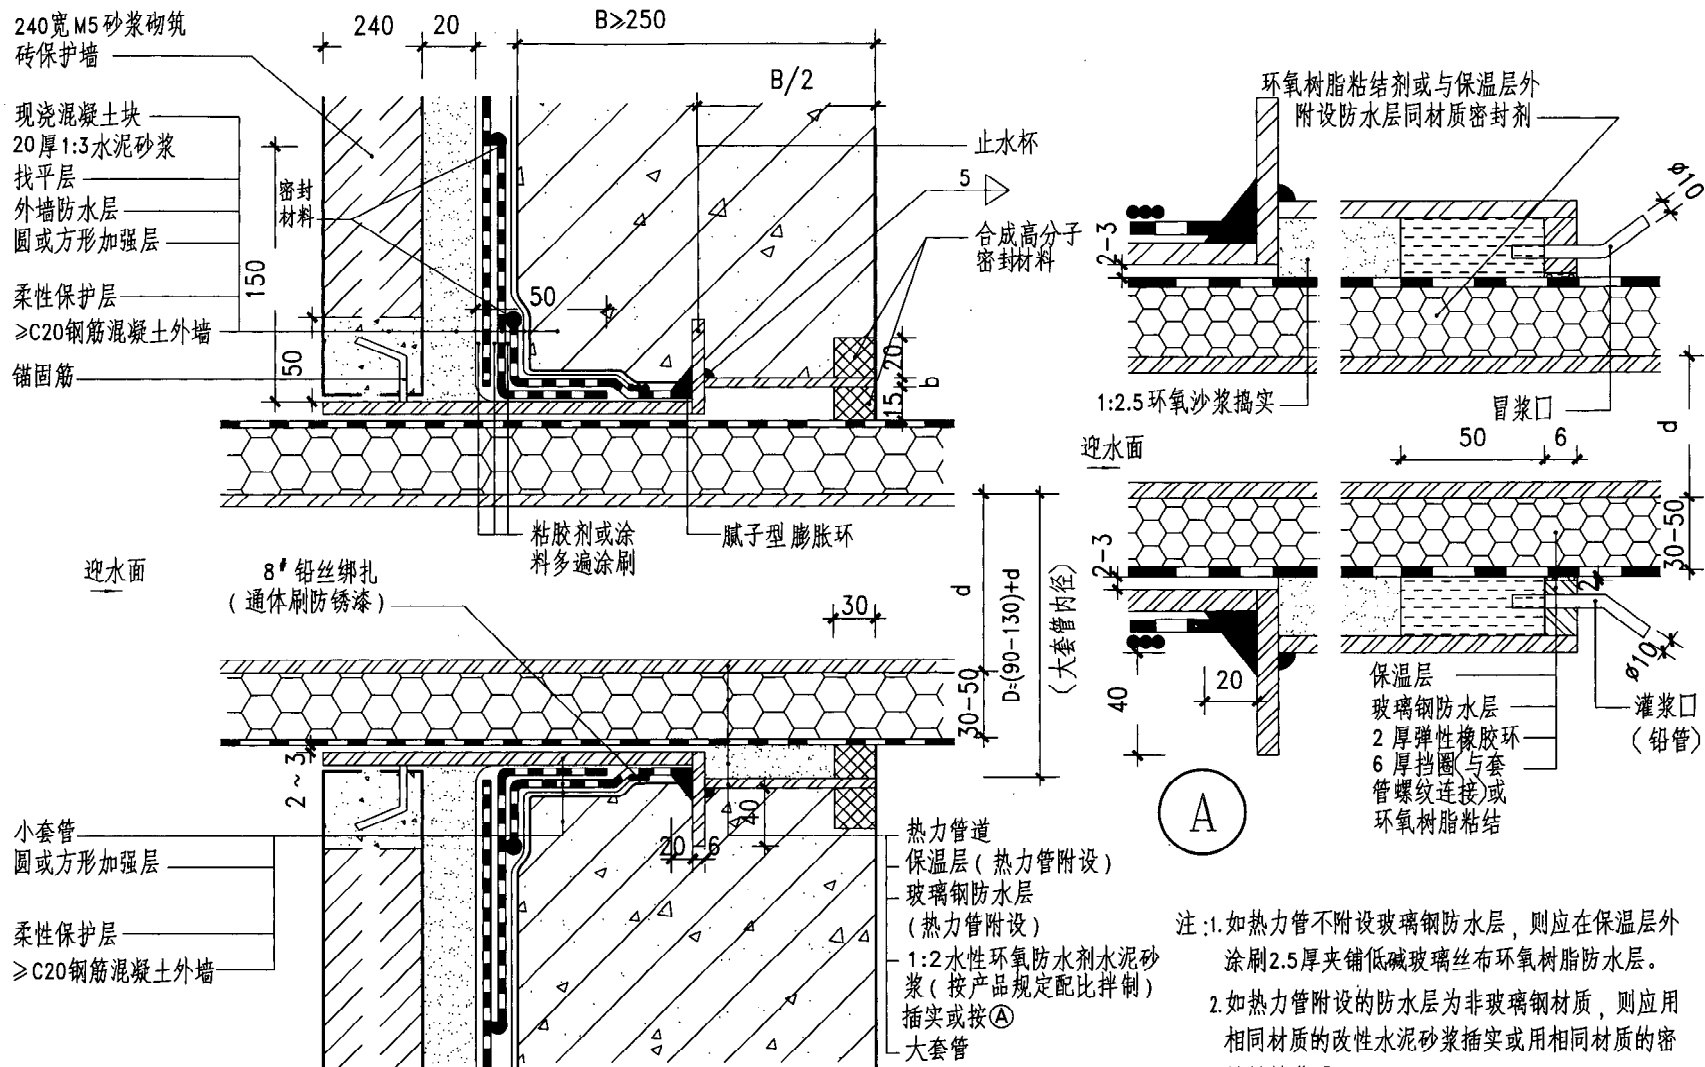 240宽M5砂浆砌筑
砖保护墙
现浇混凝土块
20厚1:3水泥砂浆
找平层
外墙防水层
圆或方形加强层
柔性保护层
≥C20钢筋混凝土外墙
锚固筋
240
20
B≥250
B/2
密封
材料
150
50
50
止水杯
5
合成高分子
密封材料
20
b
15
粘胶剂或涂
料多遍涂刷
腻子型膨胀环
迎水面
8# 铅丝绑扎
(通体刷防锈漆)
30
d
D=(90-130)+d
(大套管内径)
30-50
2~3
小套管
圆或方形加强层
柔性保护层
≥C20钢筋混凝土外墙
20
6
40
热力管道
保温层(热力管附设)
玻璃钢防水层
(热力管附设)
1:2水性环氧防水剂水泥砂
浆(按产品规定配比拌制)
插实或按Ⓐ
大套管
环氧树脂粘结剂或与保温层外
附设防水层同材质密封剂
ø10
2-3
1:2.5环氧沙浆捣实
冒浆口
迎水面
50
6
d
30-50
2-3
2
ø10
40
20
保温层
玻璃钢防水层
2厚弹性橡胶环
6厚挡圈(与套
管螺纹连接)或
环氧树脂粘结
灌浆口
(铅管)
A
注:1.如热力管不附设玻璃钢防水层,则应在保温层外
涂刷2.5厚夹铺低碱玻璃丝布环氧树脂防水层。
2.如热力管附设的防水层为非玻璃钢材质,则应用
相同材质的改性水泥砂浆插实或用相同材质的密